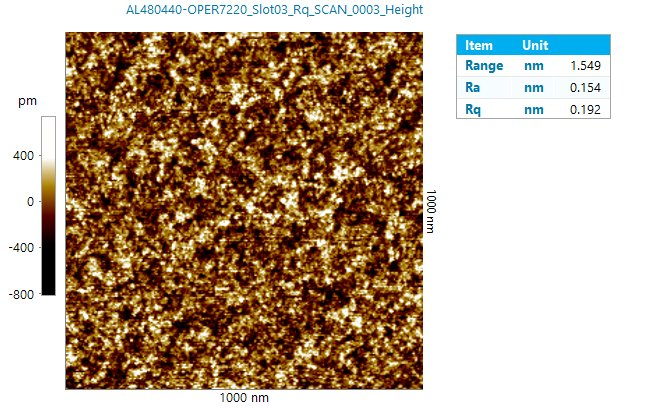 AL480440-OPER7220_Slot03_Rq_SCAN_0003_Height
Item Unit
Range nm 1.549
Ra nm 0.154
Rq nm 0.192
pm
400
0
-400
-800
1000 nm
1000 nm